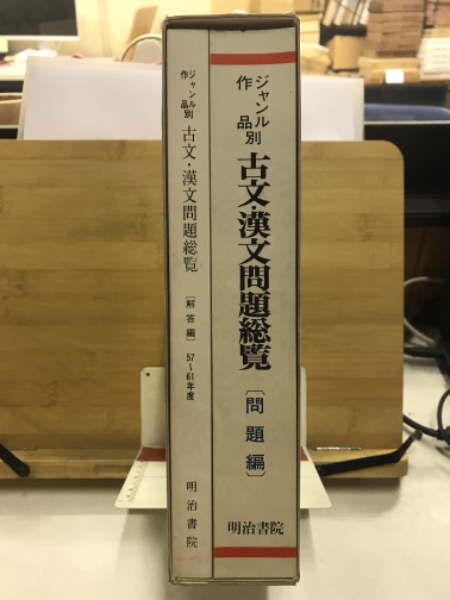 ジャンル
作品別
古文・漢文問題総覧
〔問題編〕
明治書院
ジャンル
作品別
古文・漢文問題総覧
〔解答編〕
57〜61年度
明治書院